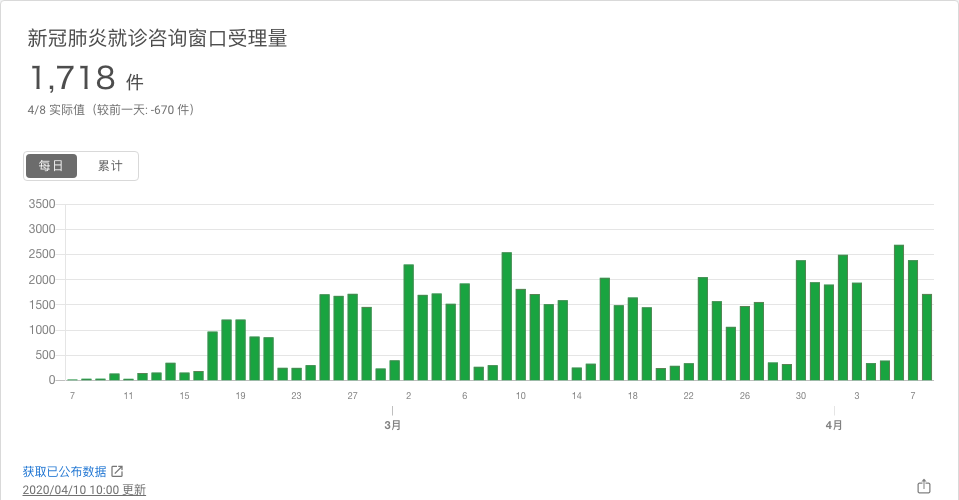 新冠肺炎就诊咨询窗口受理量
1,718 件
4/8 实际值（较前一天: -670 件）
每日 累计
3500
3000
2500
2000
1500
1000
500
0
7 11 15 19 23 27 2 6 10 14 18 22 26 30 3 7
3月 4月
获取已公布数据
2020/04/10 10:00 更新